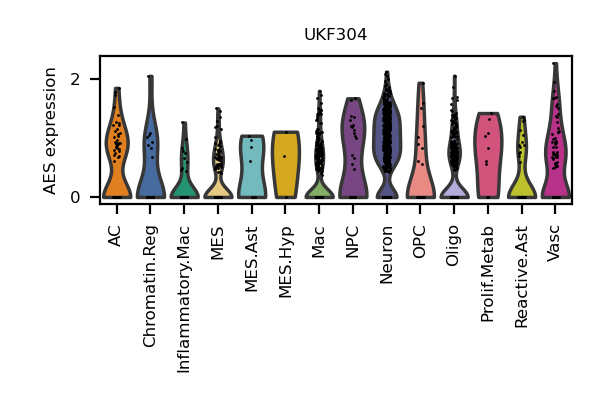 UKF304
AES expression
2
0
AC
Chromatin.Reg
Inflammatory.Mac
MES
MES.Ast
MES.Hyp
Mac
NPC
Neuron
OPC
Oligo
Prolif.Metab
Reactive.Ast
Vasc